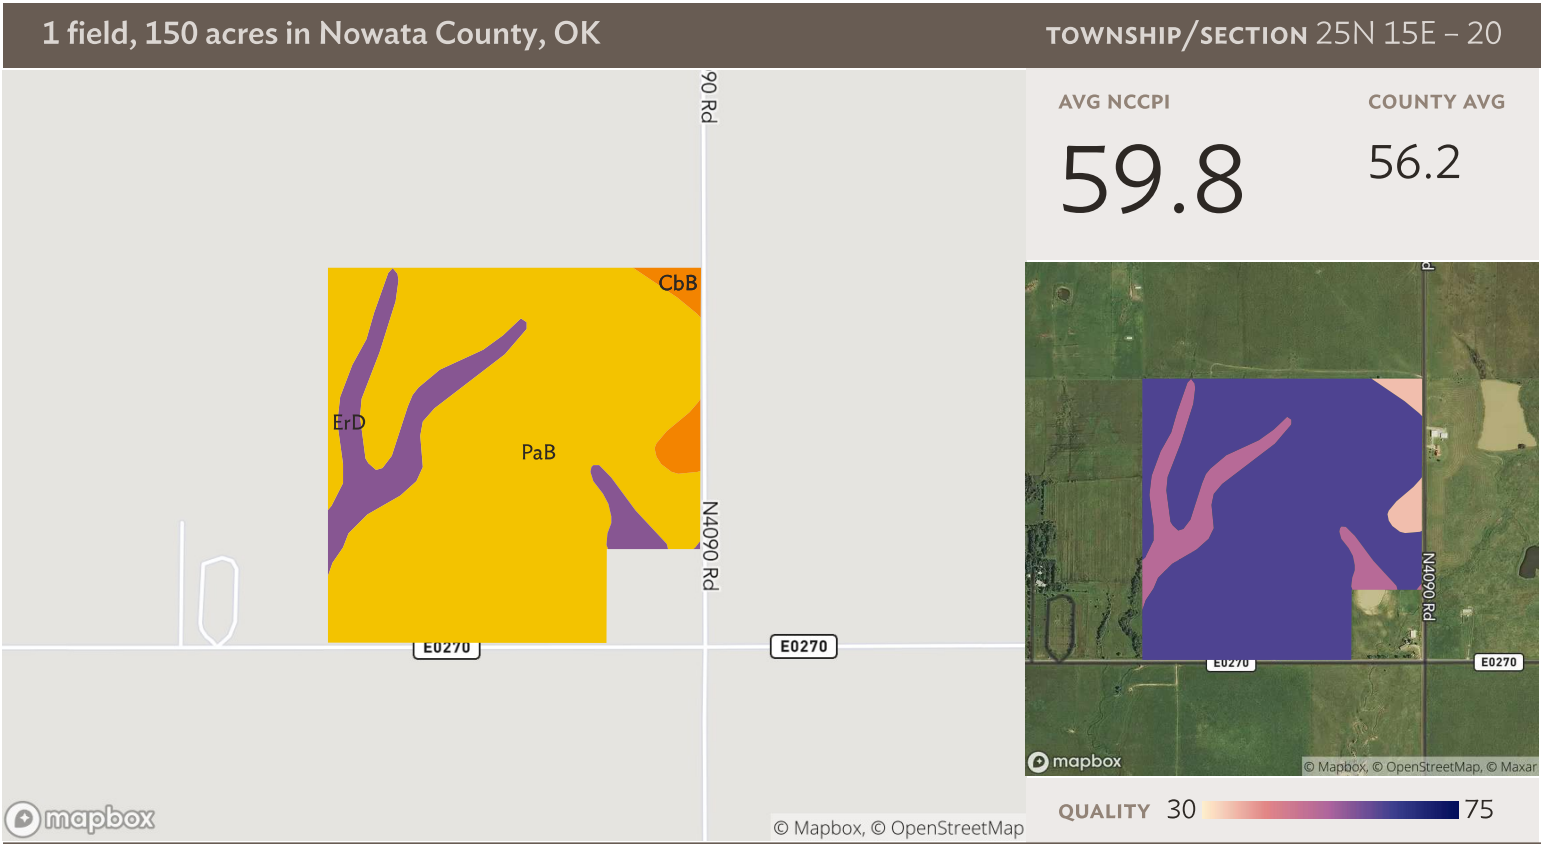 1 field, 150 acres in Nowata County, OK
TOWNSHIP/SECTION 25N 15E – 20
90 Rd
CbB
ErD
PaB
N4090 Rd
E0270
E0270
mapbox
© Mapbox, © OpenStreetMap
AVG NCCPI
COUNTY AVG
59.8
56.2
d
N4090 Rd
E0270
E0270
mapbox
© Mapbox, © OpenStreetMap, © Maxar
QUALITY 30 75